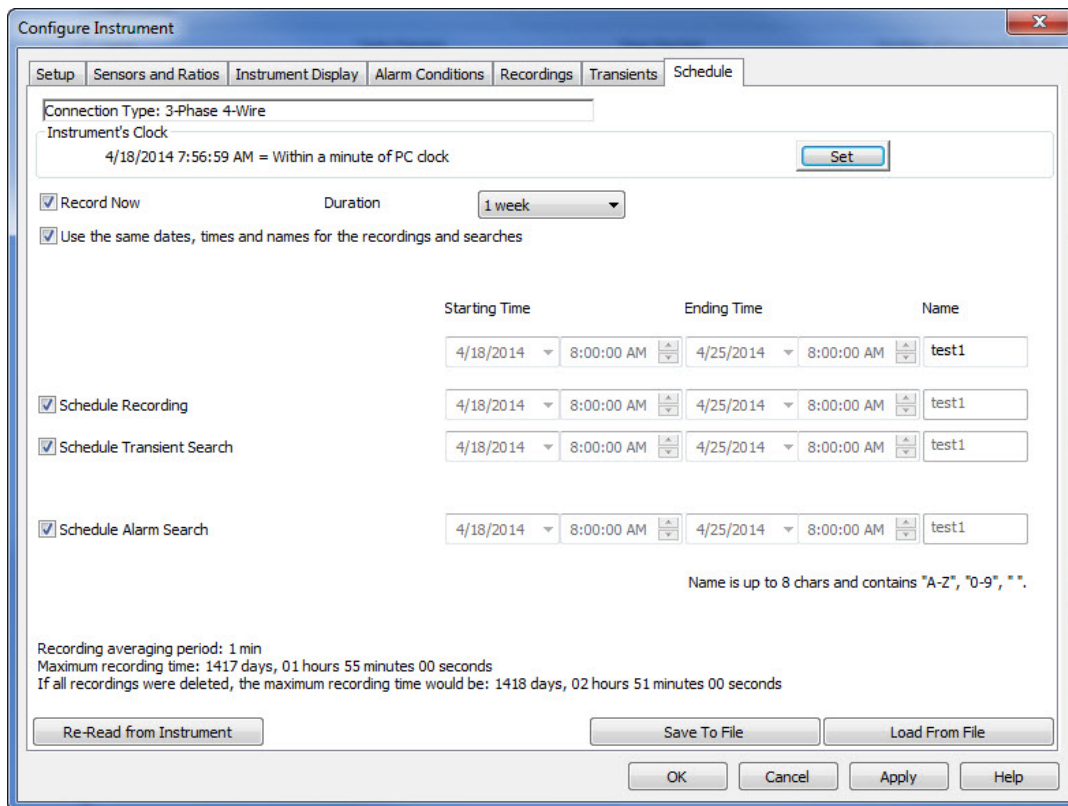 Configure Instrument
Setup Sensors and Ratios Instrument Display Alarm Conditions Recordings Transients Schedule
Connection Type: 3-Phase 4-Wire
Instrument's Clock
4/18/2014 7:56:59 AM = Within a minute of PC clock Set
Record Now Duration 1 week
Use the same dates, times and names for the recordings and searches
Starting Time Ending Time Name
4/18/2014 8:00:00 AM 4/25/2014 8:00:00 AM test1
Schedule Recording 4/18/2014 8:00:00 AM 4/25/2014 8:00:00 AM test1
Schedule Transient Search 4/18/2014 8:00:00 AM 4/25/2014 8:00:00 AM test1
Schedule Alarm Search 4/18/2014 8:00:00 AM 4/25/2014 8:00:00 AM test1
Name is up to 8 chars and contains "A-Z", "0-9", " ".
Recording averaging period: 1 min
Maximum recording time: 1417 days, 01 hours 55 minutes 00 seconds
If all recordings were deleted, the maximum recording time would be: 1418 days, 02 hours 51 minutes 00 seconds
Re-Read from Instrument Save To File Load From File
OK Cancel Apply Help